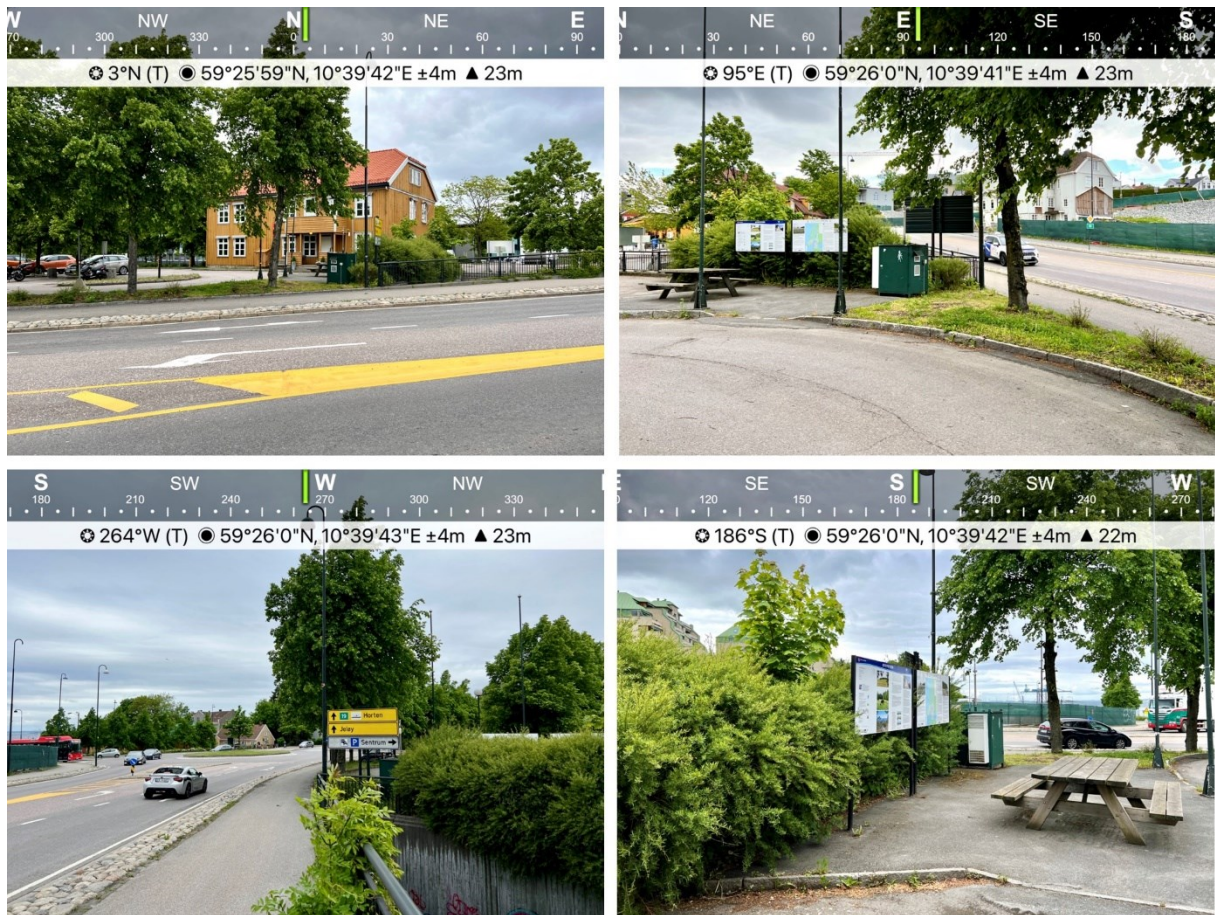 W NW N NE E
270 300 330 0 30 60 90
3°N (T) 59°25'59"N, 10°39'42"E ±4m ▲ 23m
N NE E SE S
30 60 90 120 150 180
95°E (T) 59°26'0"N, 10°39'41"E ±4m ▲ 23m
S SW W NW
180 210 240 270 300 330
264°W (T) 59°26'0"N, 10°39'43"E ±4m ▲ 23m
19 Horten
Jeløy
P Sentrum
E SE S SW W
120 150 180 210 240 270
186°S (T) 59°26'0"N, 10°39'42"E ±4m ▲ 22m